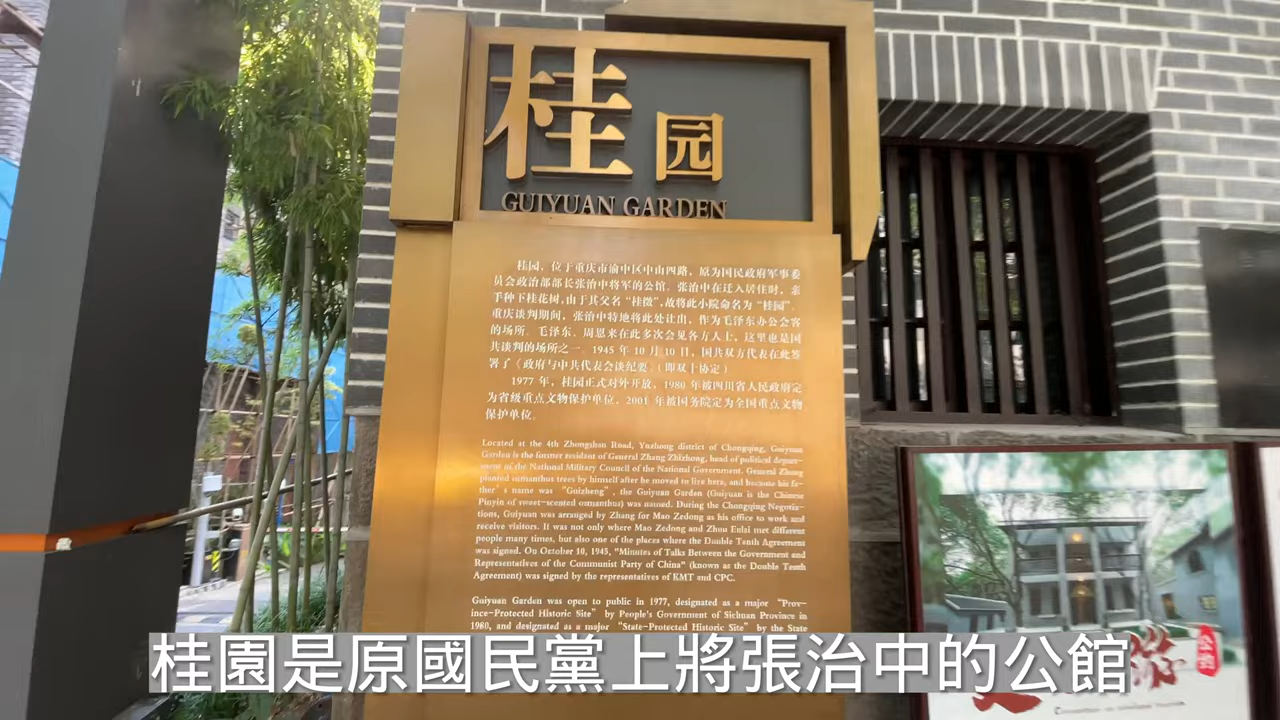 桂园
GUIYUAN GARDEN
桂园，位于重庆市渝中区中山四路，原为国民政府军事委
员会政治部部长张治中将军的公馆。张治中在迁入居住时，亲
手种下桂花树，由于其父名“桂徵”，故将此小院命名为“桂园”。
重庆谈判期间，张治中特地将此处让出，作为毛泽东办公会客
的场所。毛泽东、周恩来在此多次会见各方人士，这里也是国
共谈判的场所之一。1945 年 10 月 10 日，国共双方代表在此签
署了《政府与中共代表会谈纪要》（即双十协定）
1977 年，桂园正式对外开放，1980 年被四川省人民政府定
为省级重点文物保护单位，2001 年被国务院定为全国重点文物
保护单位。
Located at the 4th Zhongshan Road, Yuzhong district of Chongqing, Guiyuan
Garden is the former resident of General Zhang Zhizhong, head of political depart-
ment of the National Military Council of the National Government. General Zhang
planted osmanthus trees by himself after he moved to live here, and because his fa-
ther's name was “Guizheng”, the Guiyuan Garden (Guiyuan is the Chinese
Pinyin of sweet-scented osmanthus) was named. During the Chongqing Negotia-
tions, Guiyuan was arranged by Zhang for Mao Zedong as his office to work and
receive visitors. It was not only where Mao Zedong and Zhou Enlai met different
people many times, but also one of the places where the Double Tenth Agreement
was signed. On October 10, 1945, “Minutes of Talks Between the Government and
Representatives of the Communist Party of China” (known as the Double Tenth
Agreement) was signed by the representatives of KMT and CPC.
Guiyuan Garden was open to public in 1977, designated as a major “Prov-
ince-Protected Historic Site” by People's Government of Sichuan Province in
1980, and designated as a major “State-Protected Historic Site” by the State
桂園是原國民黨上將張治中的公館